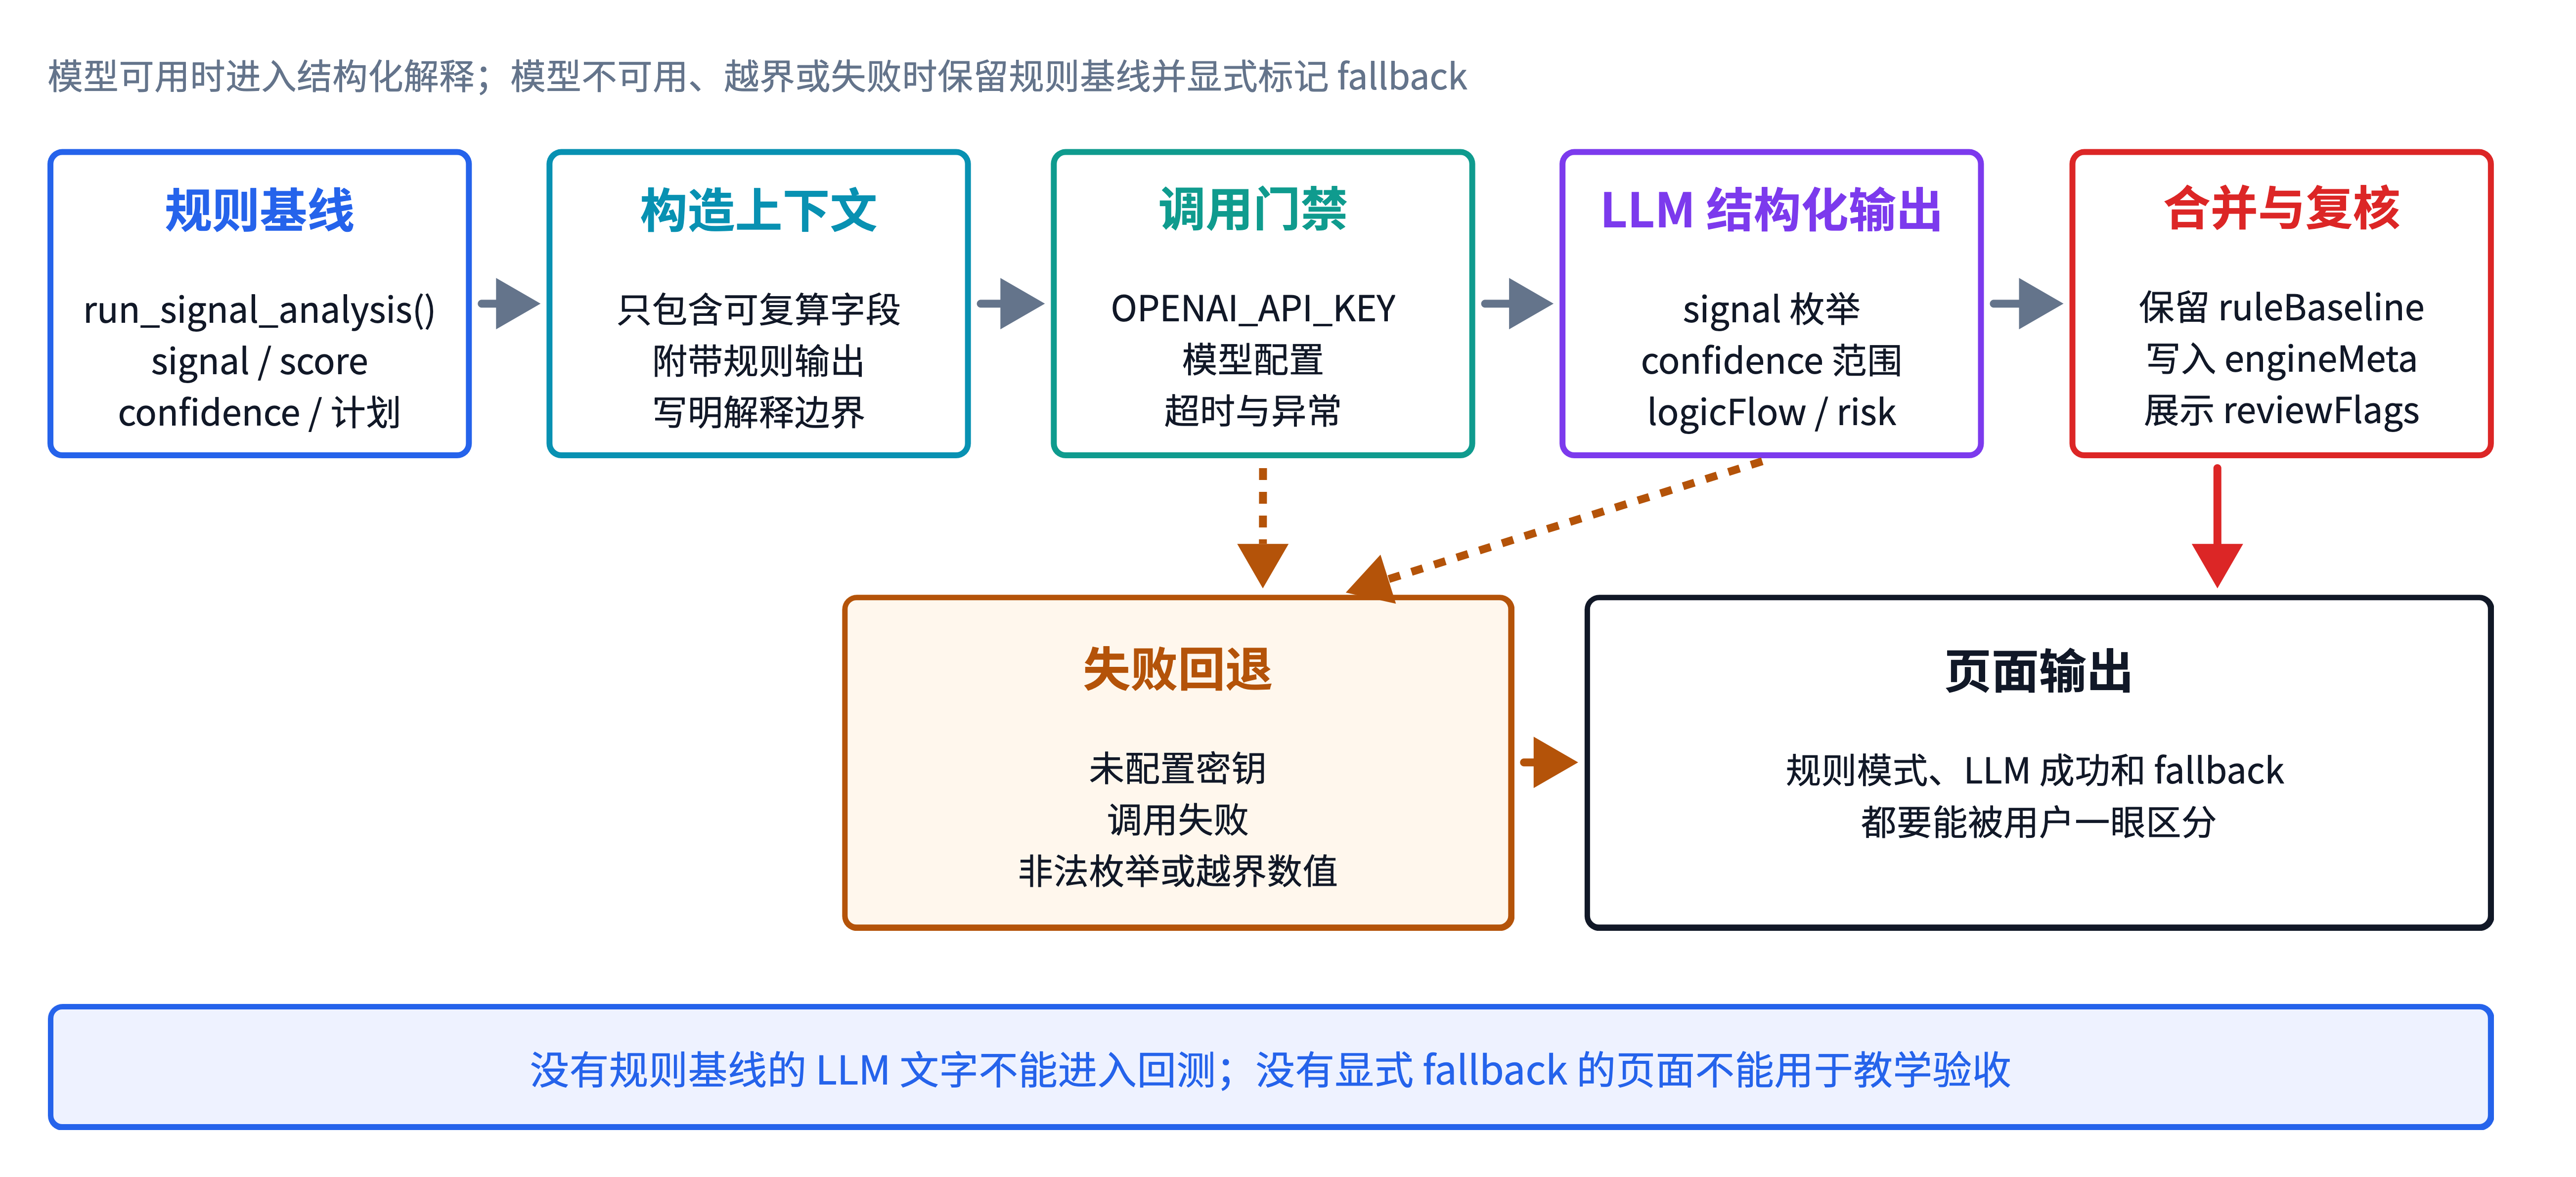 模型可用时进入结构化解释；模型不可用、越界或失败时保留规则基线并显式标记 fallback
规则基线
run_signal_analysis()
signal / score
confidence / 计划
构造上下文
只包含可复算字段
附带规则输出
写明解释边界
调用门禁
OPENAI_API_KEY
模型配置
超时与异常
LLM 结构化输出
signal 枚举
confidence 范围
logicFlow / risk
合并与复核
保留 ruleBaseline
写入 engineMeta
展示 reviewFlags
失败回退
未配置密钥
调用失败
非法枚举或越界数值
页面输出
规则模式、LLM 成功和 fallback
都要能被用户一眼区分
没有规则基线的 LLM 文字不能进入回测；没有显式 fallback 的页面不能用于教学验收